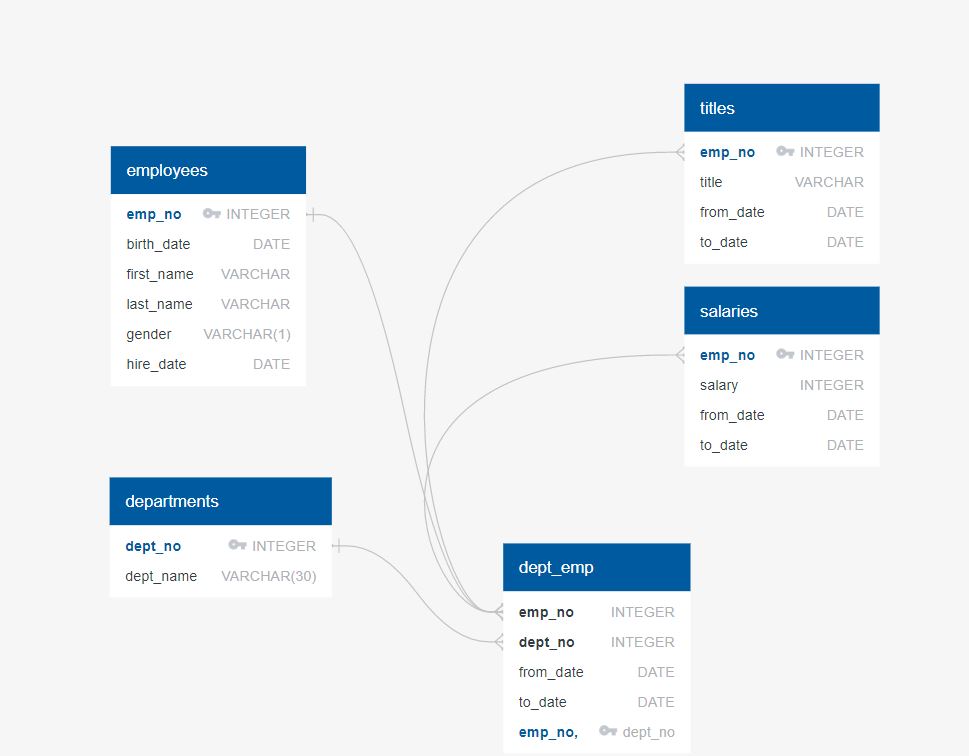 employees
emp_no INTEGER
birth_date DATE
first_name VARCHAR
last_name VARCHAR
gender VARCHAR(1)
hire_date DATE
departments
dept_no INTEGER
dept_name VARCHAR(30)
titles
emp_no INTEGER
title VARCHAR
from_date DATE
to_date DATE
salaries
emp_no INTEGER
salary INTEGER
from_date DATE
to_date DATE
dept_emp
emp_no INTEGER
dept_no INTEGER
from_date DATE
to_date DATE
emp_no, dept_no